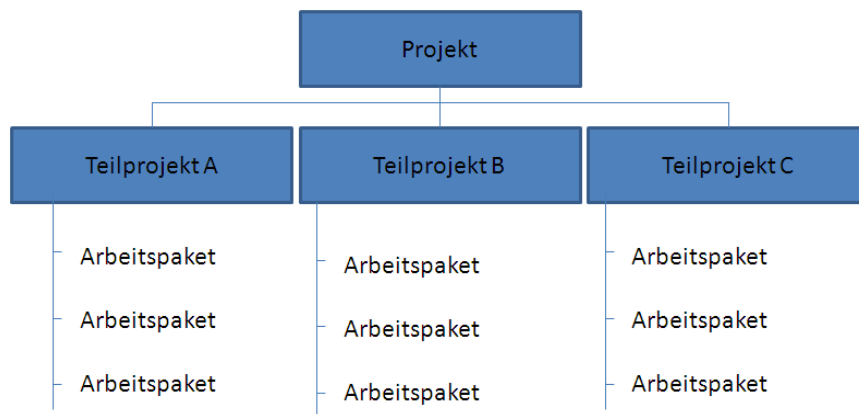 Projekt
Teilprojekt A
Teilprojekt B
Teilprojekt C
Arbeitspaket
Arbeitspaket
Arbeitspaket
Arbeitspaket
Arbeitspaket
Arbeitspaket
Arbeitspaket
Arbeitspaket
Arbeitspaket